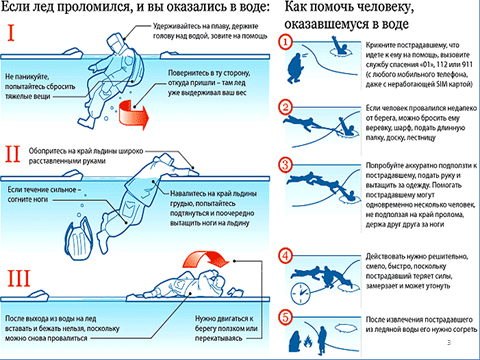 Если лед проломился, и вы оказались в воде:
I
Удерживайтесь на плаву, держите
голову над водой, зовите на помощь
Не паникуйте,
попытайтесь сбросить
тяжелые вещи
Повернитесь в ту сторону,
откуда пришли – там лед
уже выдерживал ваш вес
II
Обопритесь на край льдины широко
расставленными руками
Если течение сильное –
согните ноги
Навалитесь на край льдины
грудью, попытайтесь
подтянуться и поочередно
вытащить ноги на льдину
III
После выхода из воды на лед
вставать и бежать нельзя, поскольку
можно снова провалиться
Нужно двигаться к
берегу ползком или
перекатываясь
Как помочь человеку,
оказавшемуся в воде
1
Крикните пострадавшему, что
идете к ему на помощь, вызовите
службу спасения «01», 112 или 911
(с любого мобильного телефона,
даже с неработающей SIM картой)
2
Если человек провалился недалеко
от берега, можно бросить ему
веревку, шарф, подать длинную
палку, доску, лестницу
3
Попробуйте аккуратно подползти к
пострадавшему, подать руку и
вытащить за одежду. Помогать
пострадавшему могут
одновременно несколько человек,
не подползая на край пролома,
держа друг друга за ноги
4
Действовать нужно решительно,
смело, быстро, поскольку
пострадавший теряет силы,
замерзает и может утонуть
5
После извлечения пострадавшего
из ледяной воды его нужно согреть
3